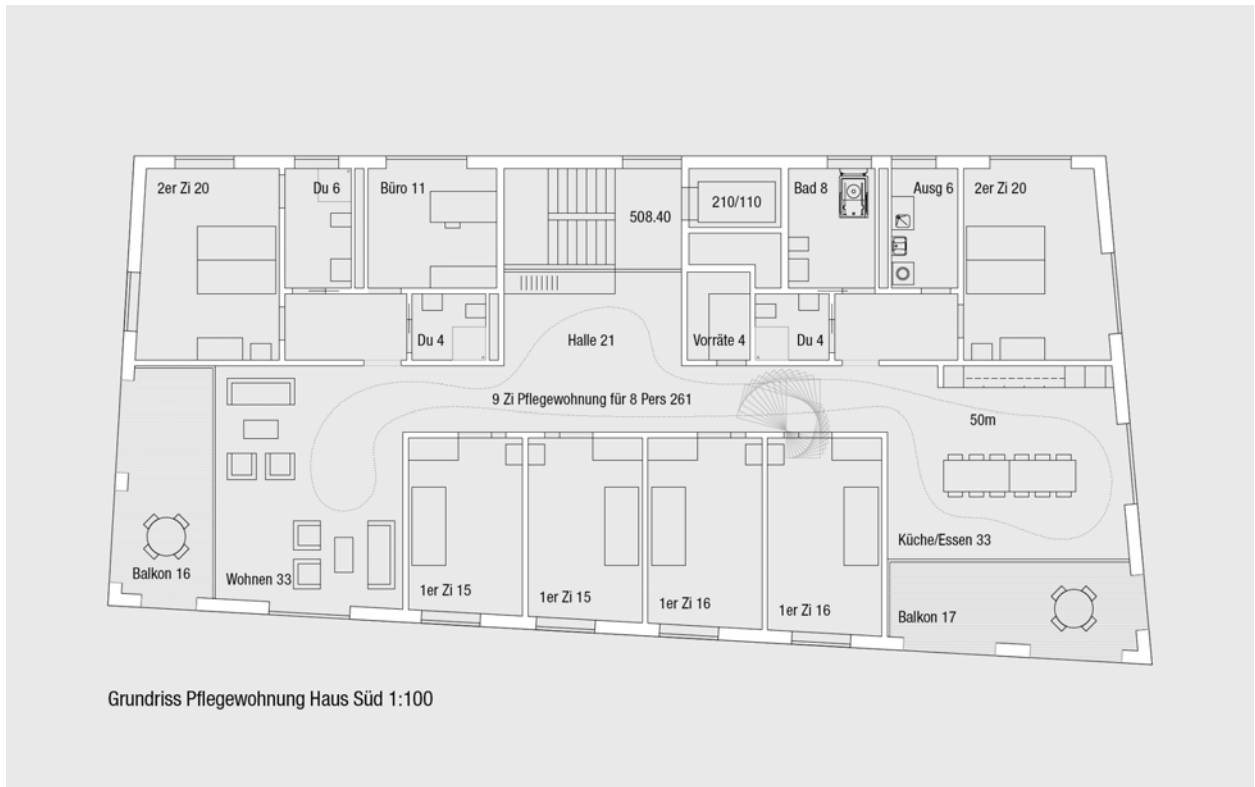 2er Zi 20
Du 6
Büro 11
508.40
210/110
Bad 8
Ausg 6
2er Zi 20
Du 4
Halle 21
Vorräte 4
Du 4
9 Zi Pflegewohnung für 8 Pers 261
50m
Küche/Essen 33
Balkon 16
Wohnen 33
1er Zi 15
1er Zi 15
1er Zi 16
1er Zi 16
Balkon 17
Grundriss Pflegewohnung Haus Süd 1:100